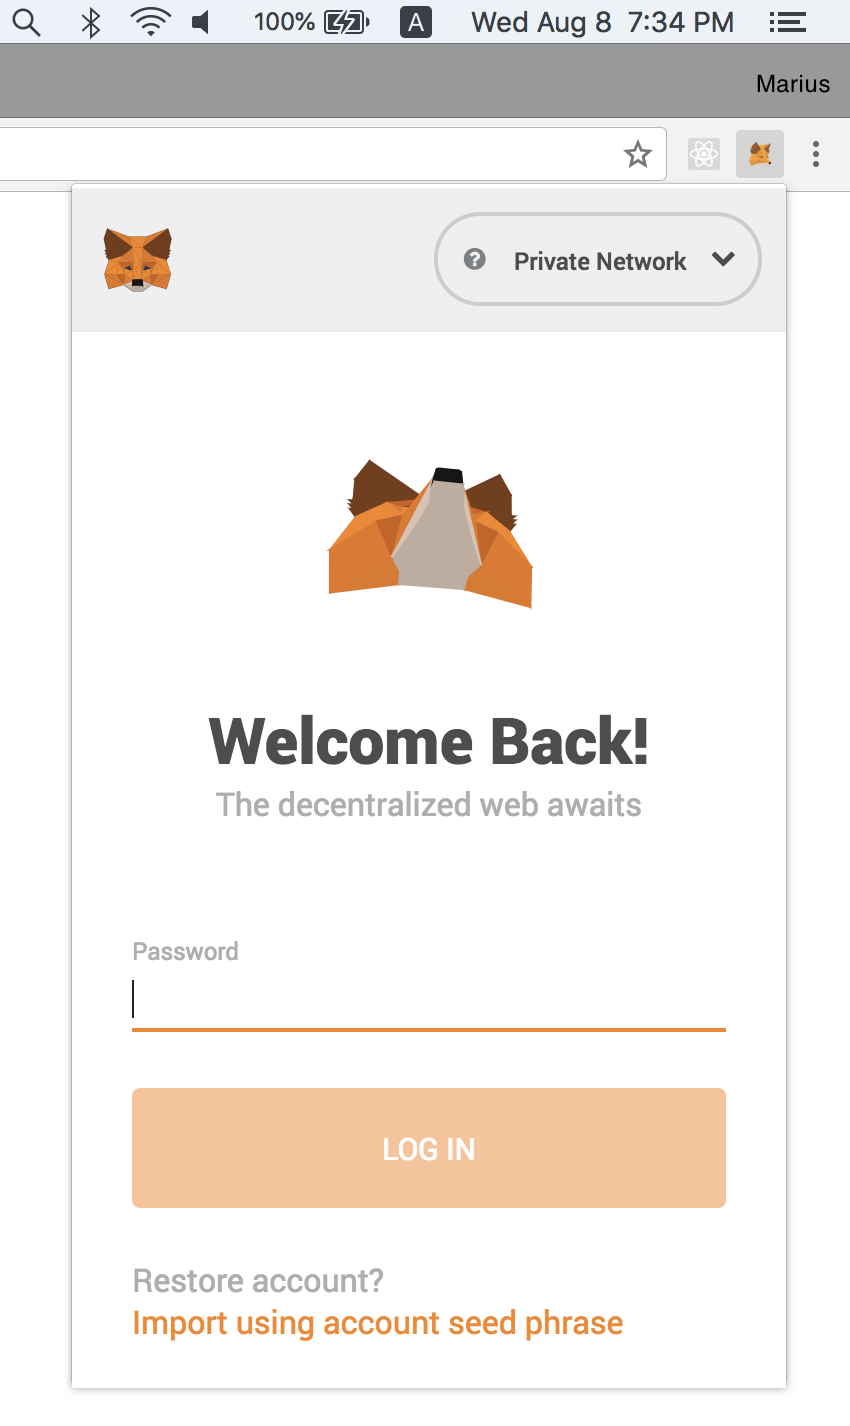 100% A Wed Aug 8 7:34 PM
Marius
? Private Network
Welcome Back!
The decentralized web awaits
Password
LOG IN
Restore account?
Import using account seed phrase